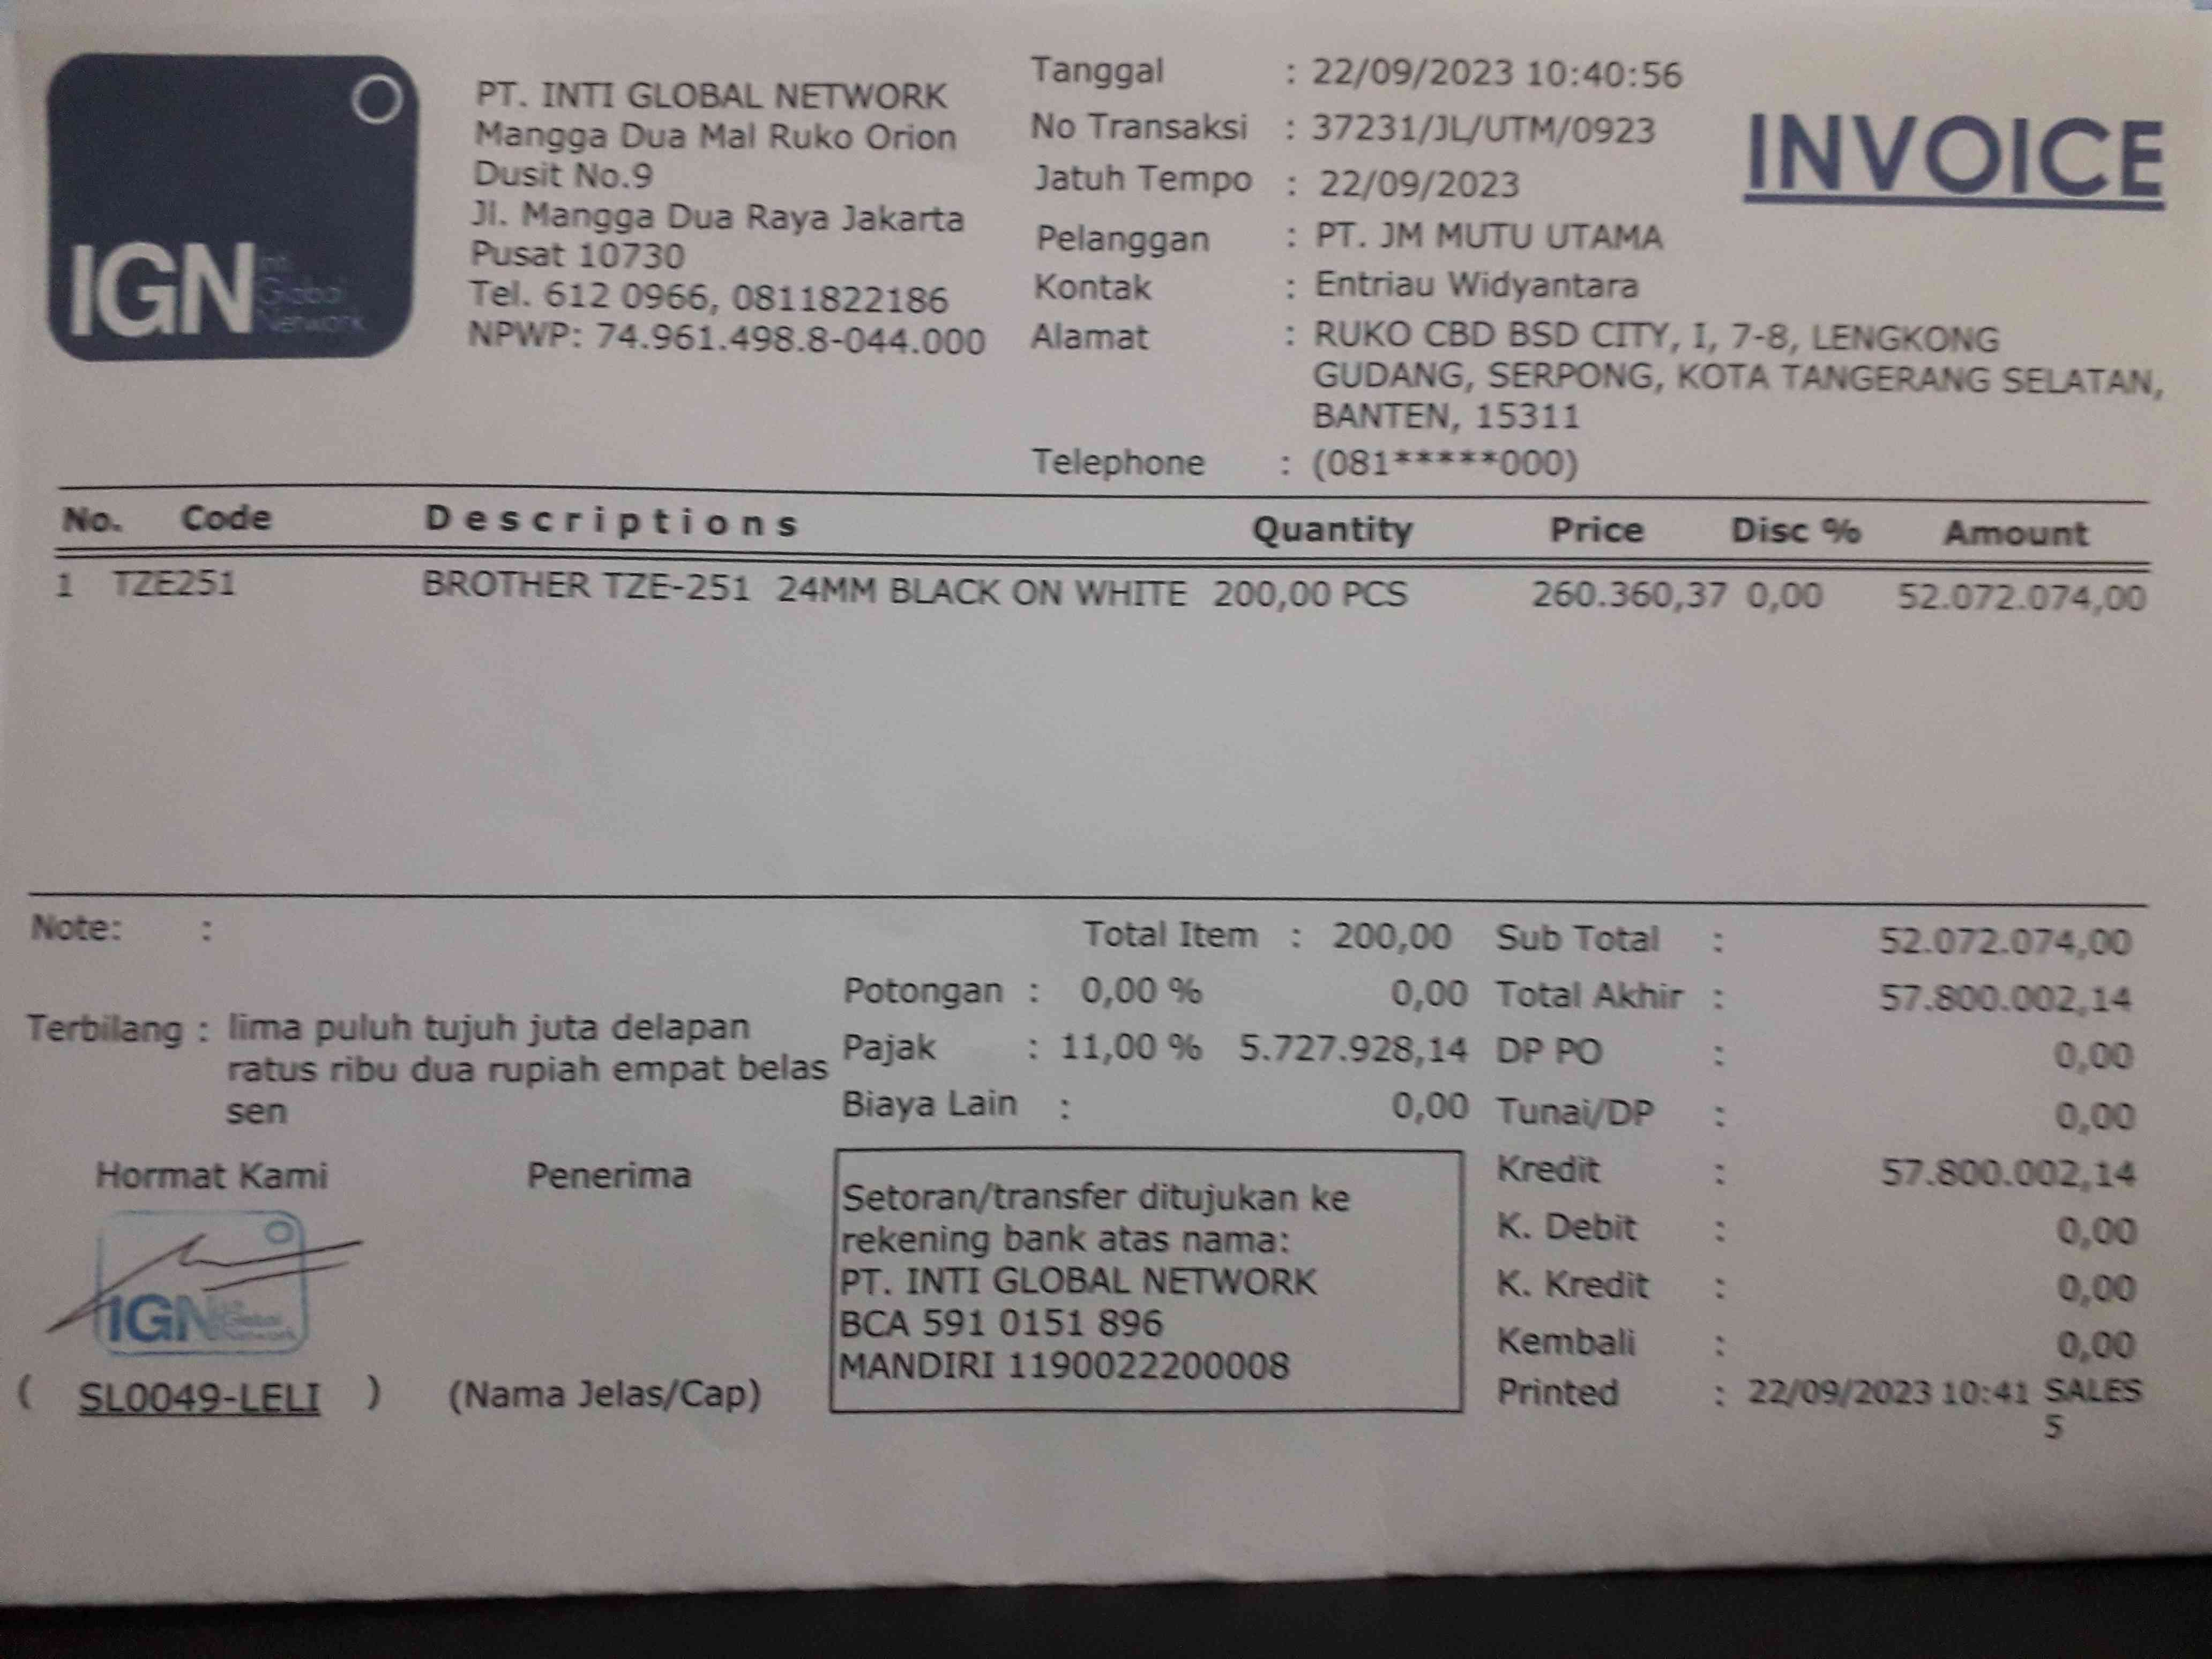 IGN Inti
Global
Network
PT. INTI GLOBAL NETWORK
Mangga Dua Mal Ruko Orion
Dusit No.9
Jl. Mangga Dua Raya Jakarta
Pusat 10730
Tel. 612 0966, 0811822186
NPWP: 74.961.498.8-044.000
Tanggal : 22/09/2023 10:40:56
No Transaksi : 37231/JL/UTM/0923
Jatuh Tempo : 22/09/2023
Pelanggan : PT. JM MUTU UTAMA
Kontak : Entriau Widyantara
Alamat : RUKO CBD BSD CITY, I, 7-8, LENGKONG
GUDANG, SERPONG, KOTA TANGERANG SELATAN,
BANTEN, 15311
Telephone : (081*****000)
INVOICE
No. Code Descriptions Quantity Price Disc % Amount
1 TZE251 BROTHER TZE-251 24MM BLACK ON WHITE 200,00 PCS 260.360,37 0,00 52.072.074,00
Note: :
Terbilang : lima puluh tujuh juta delapan
ratus ribu dua rupiah empat belas
sen
Total Item : 200,00
Potongan : 0,00 % 0,00
Pajak : 11,00 % 5.727.928,14
Biaya Lain : 0,00
Sub Total : 52.072.074,00
Total Akhir : 57.800.002,14
DP PO : 0,00
Tunai/DP : 0,00
Kredit : 57.800.002,14
K. Debit : 0,00
K. Kredit : 0,00
Kembali : 0,00
Printed : 22/09/2023 10:41 SALES
5
Hormat Kami
IGN Inti
Global
Network
( SL0049-LELI )
Penerima
(Nama Jelas/Cap)
Setoran/transfer ditujukan ke
rekening bank atas nama:
PT. INTI GLOBAL NETWORK
BCA 591 0151 896
MANDIRI 1190022200008